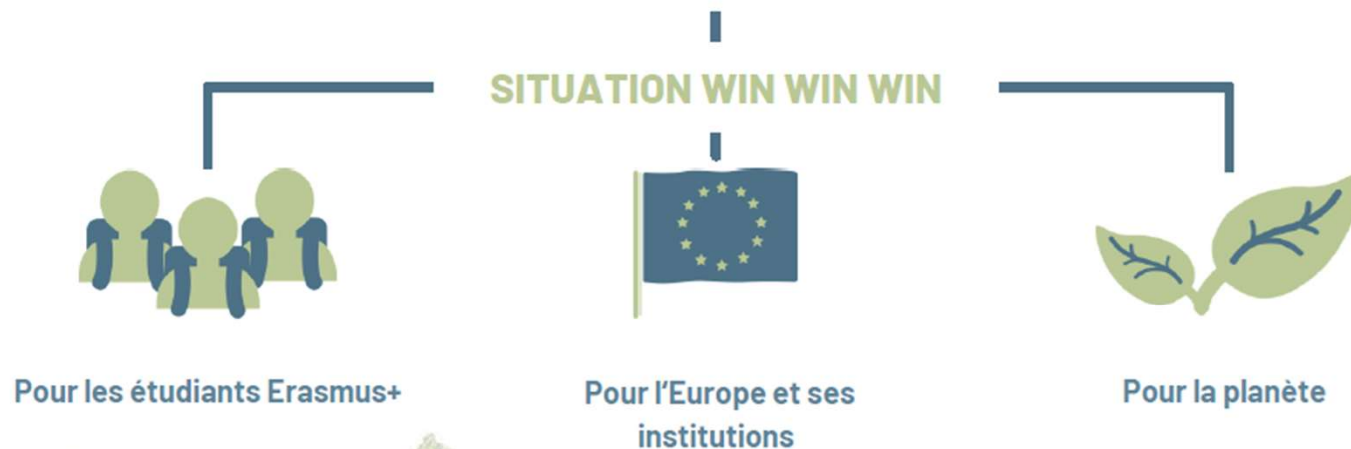 SITUATION WIN WIN WIN
Pour les étudiants Erasmus+
Pour l’Europe et ses
institutions
Pour la planète